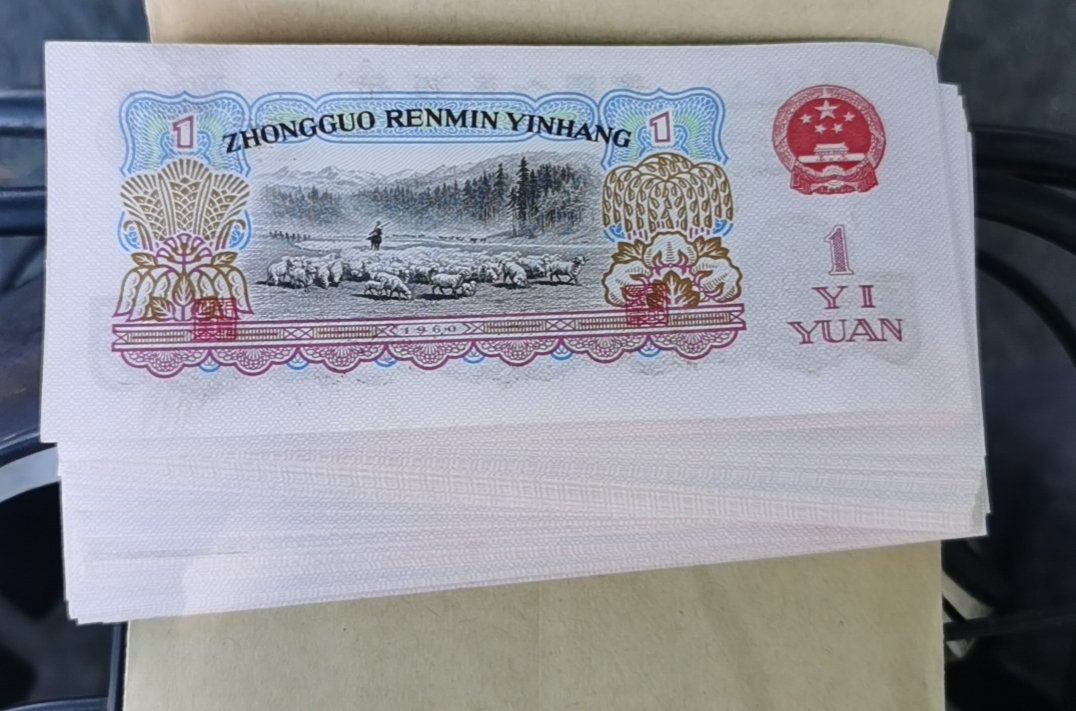 1 ZHONGGUO RENMIN YINHANG 1
1960
1
YI
YUAN